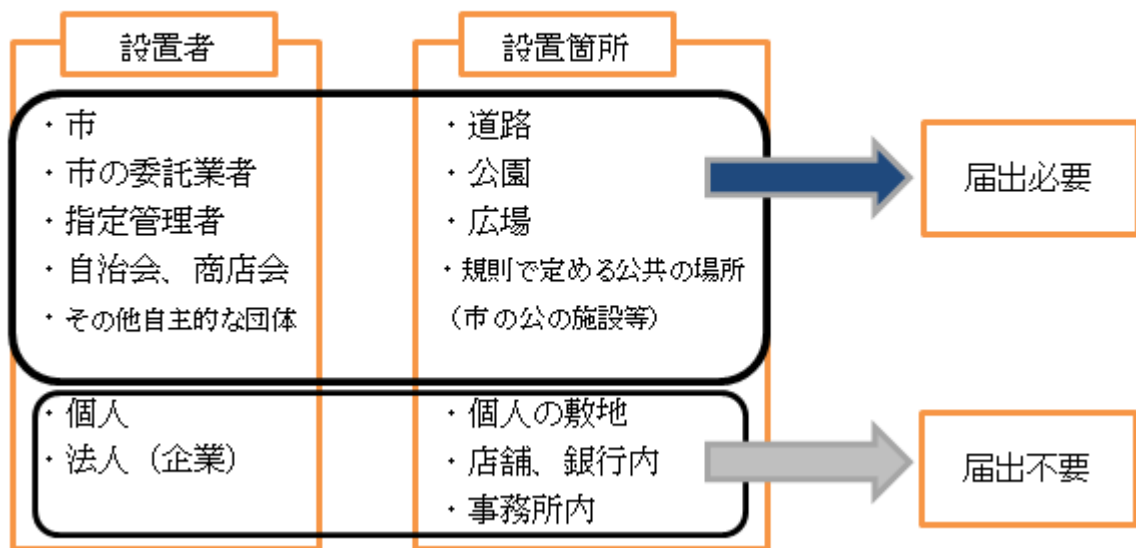 設置者
・市
・市の委託業者
・指定管理者
・自治会、商店会
・その他自主的な団体
・個人
・法人（企業）
設置箇所
・道路
・公園
・広場
・規則で定める公共の場所
（市の公の施設等）
・個人の敷地
・店舗、銀行内
・事務所内
届出必要
届出不要